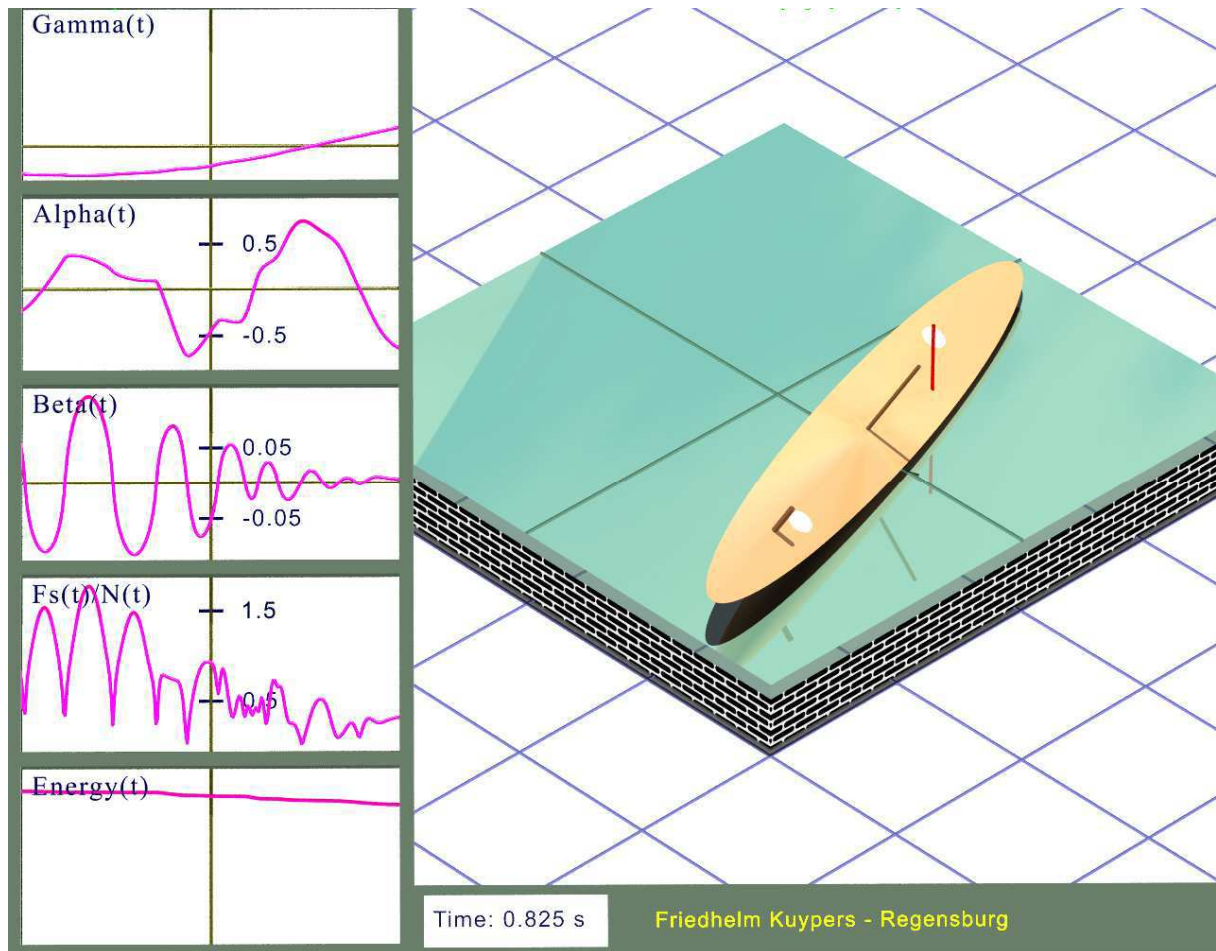 Gamma(t)
Alpha(t)
0.5
-0.5
Beta(t)
0.05
-0.05
Fs(t)/N(t)
1.5
0.5
Energy(t)
Time: 0.825 s
Friedhelm Kuypers - Regensburg